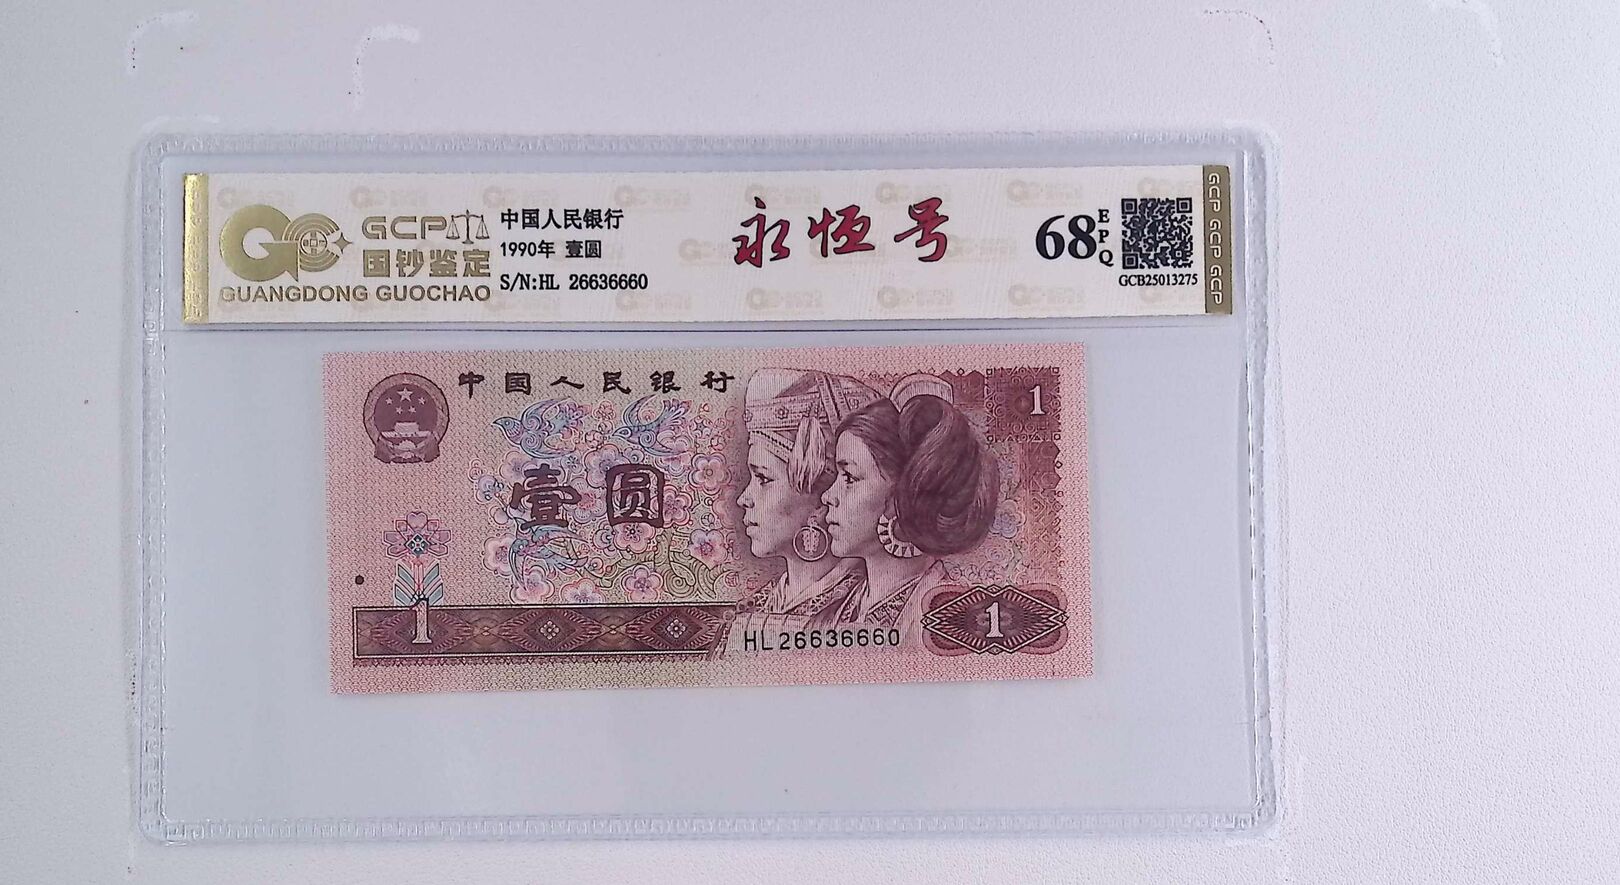 GCP
国钞鉴定
GUANGDONG GUOCHAO
中国人民银行
1990年 壹圆
S/N:HL 26636660
永恒号
68
EPQ
GCB25013275
GCP GCP GCP
中国人民银行
1
壹圆
1
HL26636660
1